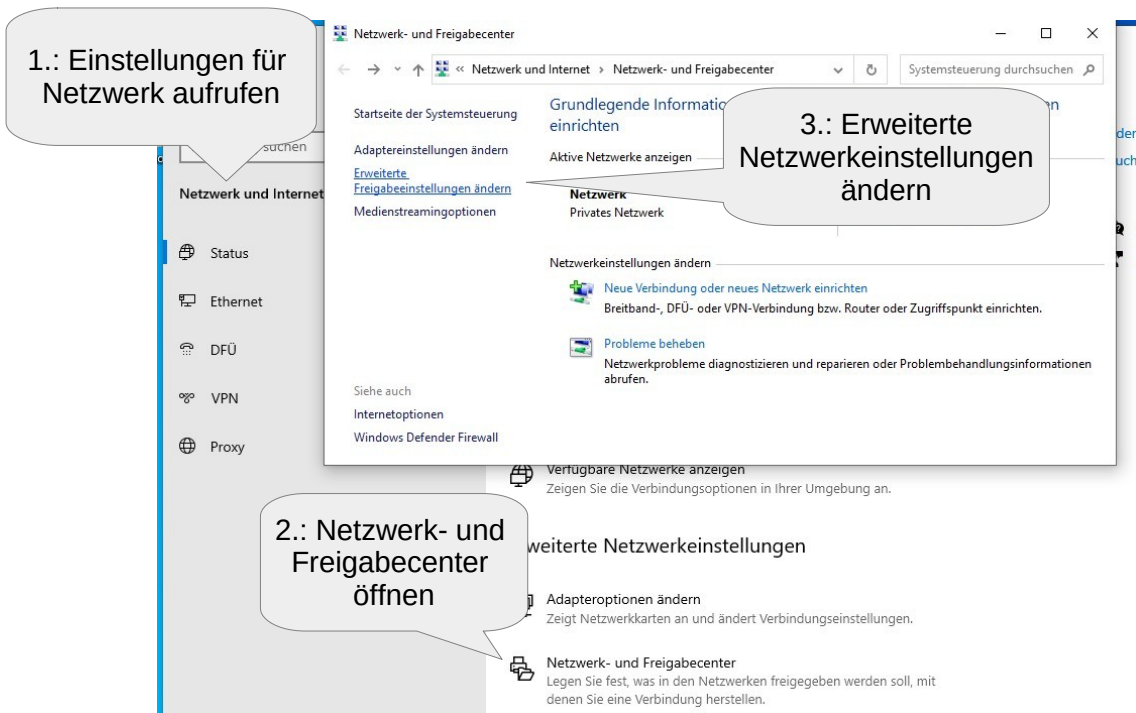 1.: Einstellungen für
Netzwerk aufrufen
Netzwerk- und Freigabecenter
« Netzwerk und Internet › Netzwerk- und Freigabecenter
Systemsteuerung durchsuchen
Startseite der Systemsteuerung
Adaptereinstellungen ändern
Erweiterte
Freigabeeinstellungen ändern
Medienstreamingoptionen
Siehe auch
Internetoptionen
Windows Defender Firewall
Grundlegende
einrichten
Aktive Netzwerke anzeigen
Netzwerk
Privates Netzwerk
3.: Erweiterte
Netzwerkeinstellungen
ändern
Netzwerkeinstellungen ändern
Neue Verbindung oder neues Netzwerk einrichten
Breitband-, DFÜ- oder VPN-Verbindung bzw. Router oder Zugriffspunkt einrichten.
Probleme beheben
Netzwerkprobleme diagnostizieren und reparieren oder Problembehandlungsinformationen
abrufen.
Netzwerk und Internet
Status
Ethernet
DFÜ
VPN
Proxy
Verfügbare Netzwerke anzeigen
Zeigen Sie die Verbindungsoptionen in Ihrer Umgebung an.
2.: Netzwerk- und
Freigabecenter
öffnen
weiterte Netzwerkeinstellungen
Adapteroptionen ändern
Zeigt Netzwerkkarten an und ändert Verbindungseinstellungen.
Netzwerk- und Freigabecenter
Legen Sie fest, was in den Netzwerken freigegeben werden soll, mit
denen Sie eine Verbindung herstellen.